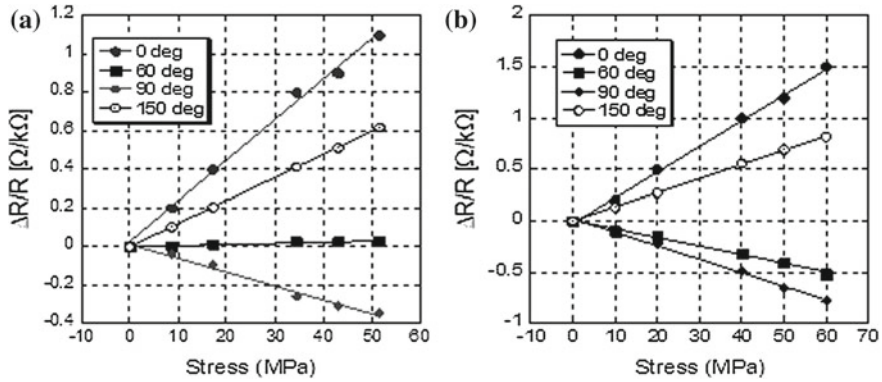 (a)
1.2
1
0.8
0.6
0.4
0.2
0
-0.2
-0.4
ΔR/R [Ω/kΩ]
0 deg
60 deg
90 deg
150 deg
-10 0 10 20 30 40 50 60
Stress (MPa)
(b)
2
1.5
1
0.5
0
-0.5
-1
ΔR/R [Ω/kΩ]
0 deg
60 deg
90 deg
150 deg
-10 0 10 20 30 40 50 60 70
Stress (MPa)